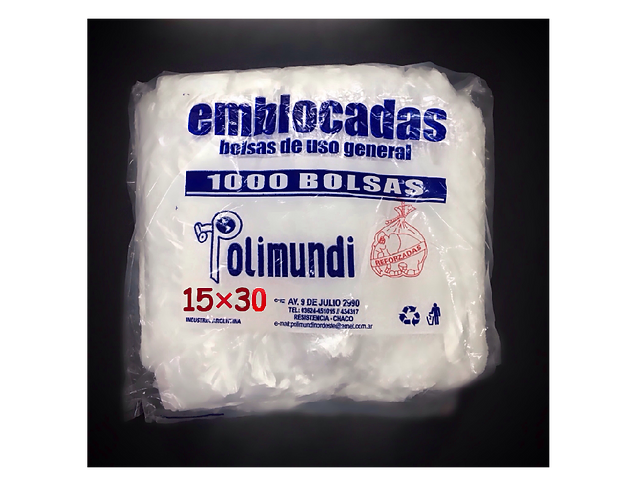 emblocadas
bolsas de uso general
1000 BOLSAS
Polimundi
REFORZADAS
15×30
INDUSTRIA ARGENTINA
AV. 9 DE JULIO 2990
RESISTENCIA - CHACO